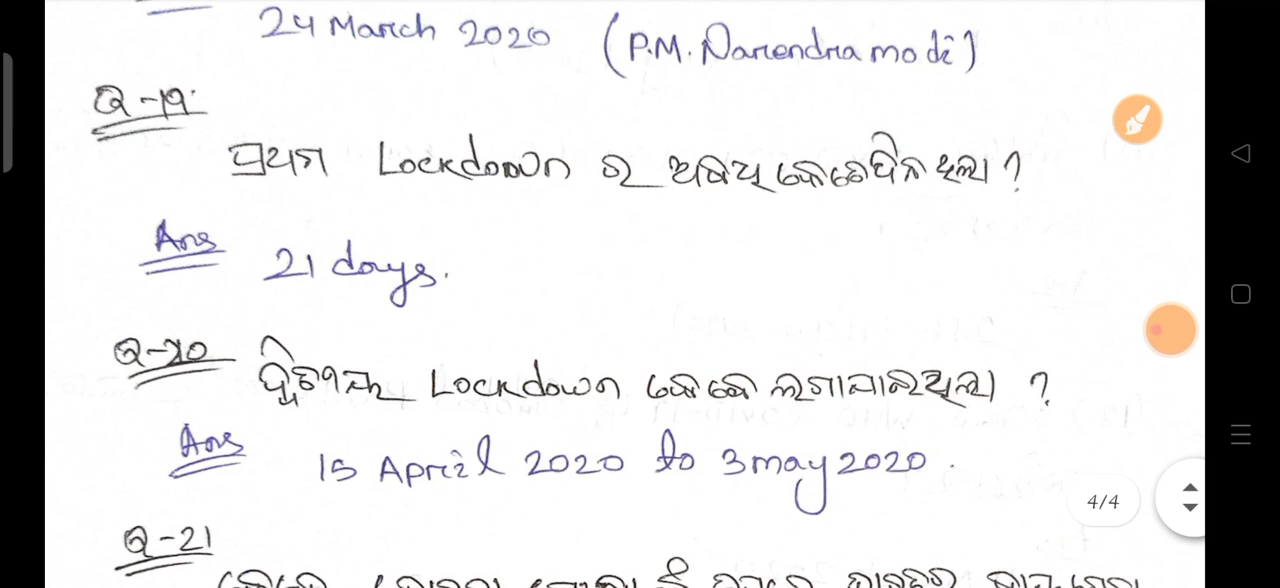 24 March 2020 (P.M. Narendra modi)
Q-19
ପ୍ରଥମ Lockdown ର ଅବଧି କେତେଦିନ ଥିଲା ?
Ans 21 days.
Q-20 ଦ୍ୱିତୀୟ Lockdown କେବେ ଲଗାଯାଇଥିଲା ?
Ans 15 April 2020 to 3 may 2020.
4/4
Q-21